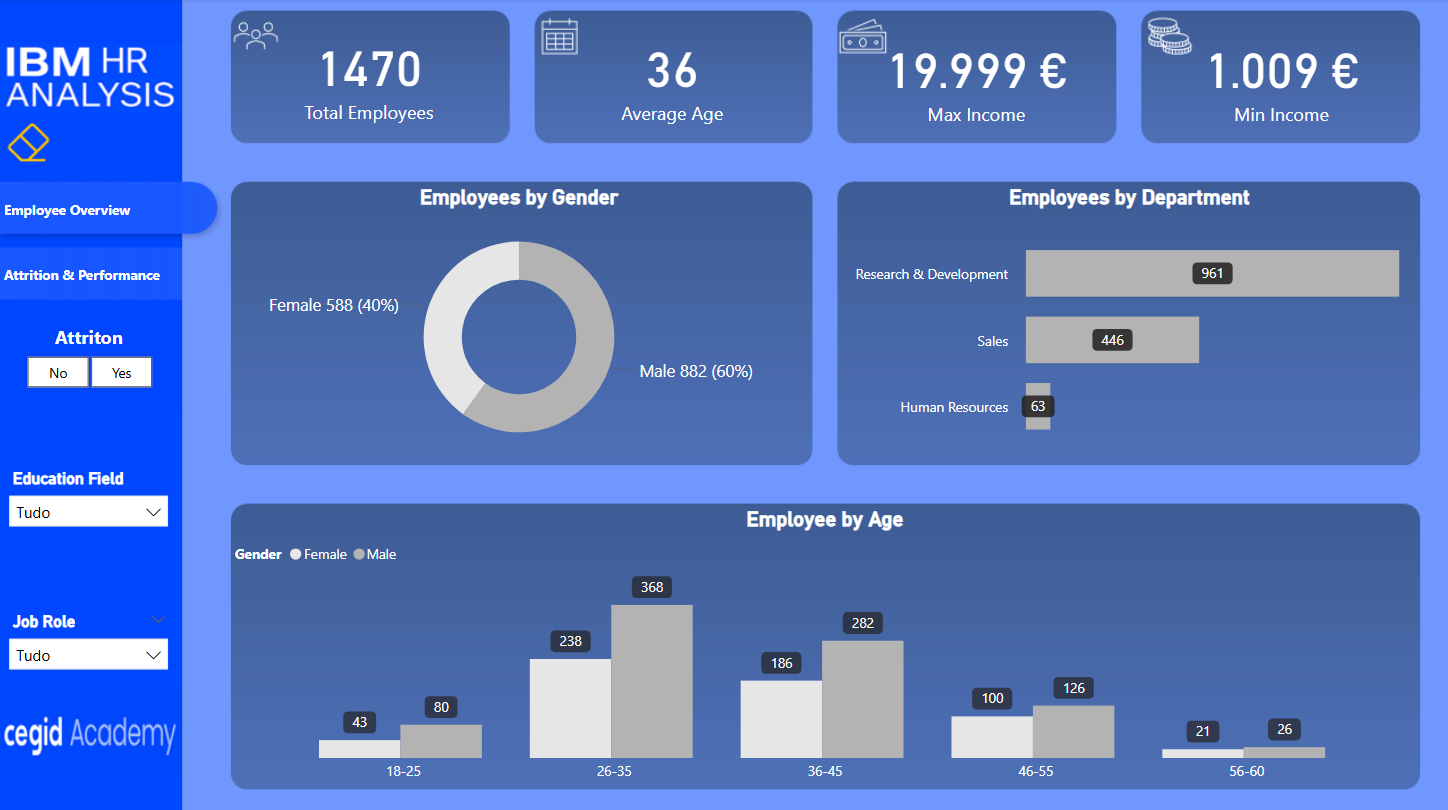 IBM HR
ANALYSIS
Employee Overview
Attrition & Performance
Attriton
No Yes
Education Field
Tudo
Job Role
Tudo
cegid Academy
1470
Total Employees
36
Average Age
19.999 €
Max Income
1.009 €
Min Income
Employees by Gender
Female 588 (40%)
Male 882 (60%)
Employees by Department
Research & Development 961
Sales 446
Human Resources 63
Employee by Age
Gender Female Male
43 80 238 368 186 282 100 126 21 26
18-25 26-35 36-45 46-55 56-60